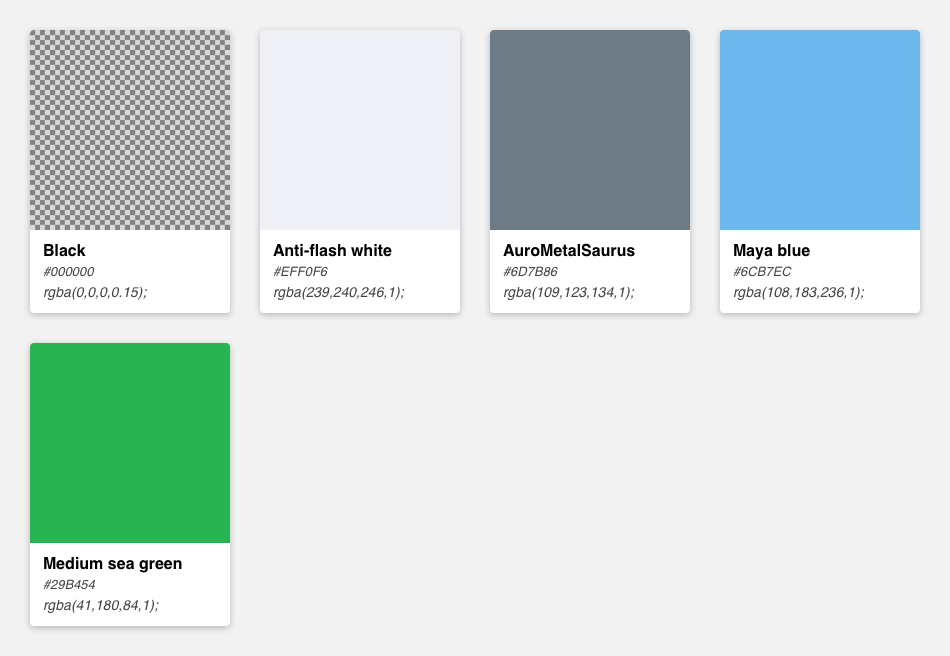 Black
#000000
rgba(0,0,0,0.15);
Anti-flash white
#EFF0F6
rgba(239,240,246,1);
AuroMetalSaurus
#6D7B86
rgba(109,123,134,1);
Maya blue
#6CB7EC
rgba(108,183,236,1);
Medium sea green
#29B454
rgba(41,180,84,1);